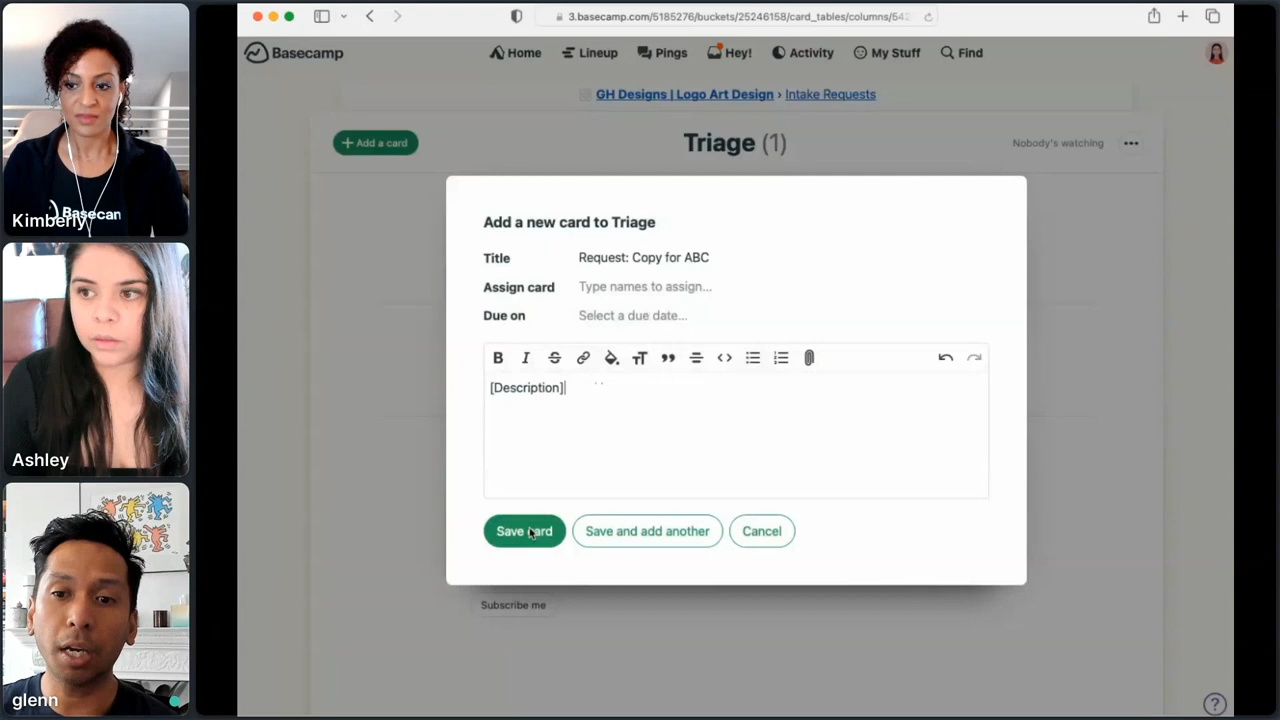 Kimberly
Basecam
Ashley
glenn
3.basecamp.com/5185276/buckets/25246158/card_tables/columns/542
Basecamp
Home
Lineup
Pings
Hey!
Activity
My Stuff
Find
GH Designs | Logo Art Design › Intake Requests
+ Add a card
Triage (1)
Nobody's watching
Add a new card to Triage
Title Request: Copy for ABC
Assign card Type names to assign...
Due on Select a due date...
[Description]
Save card
Save and add another
Cancel
Subscribe me